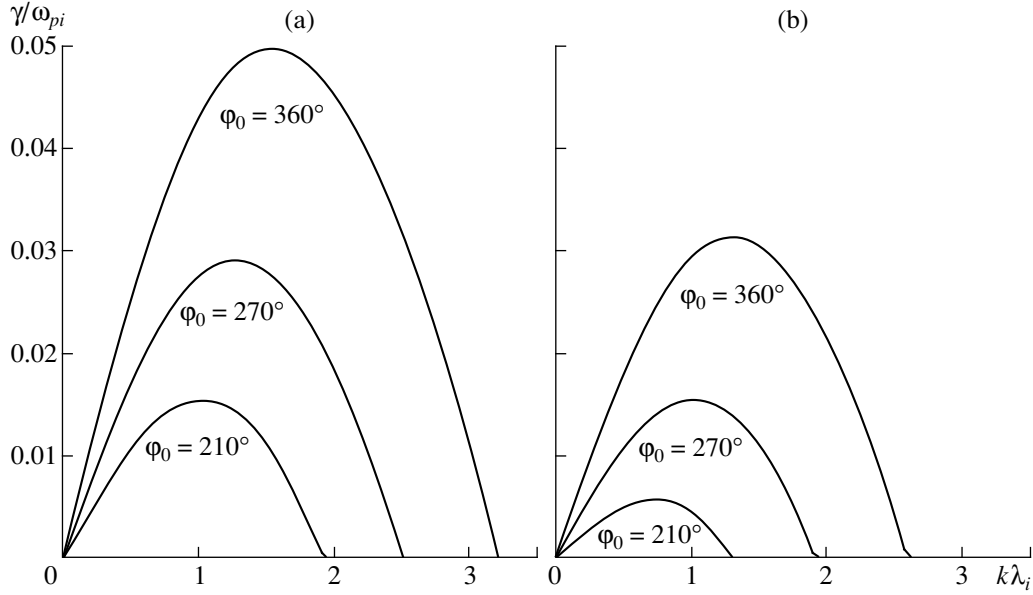 γ/ω_pi (a) (b)
0.05
φ₀ = 360°
0.04
0.03
φ₀ = 360°
φ₀ = 270°
0.02
φ₀ = 210° φ₀ = 270°
0.01
φ₀ = 210°
0 1 2 3 0 1 2 3 kλ_i